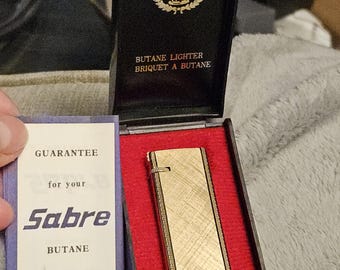 BUTANE LIGHTER
BRIQUET A BUTANE
GUARANTEE
for your
Sabre
BUTANE